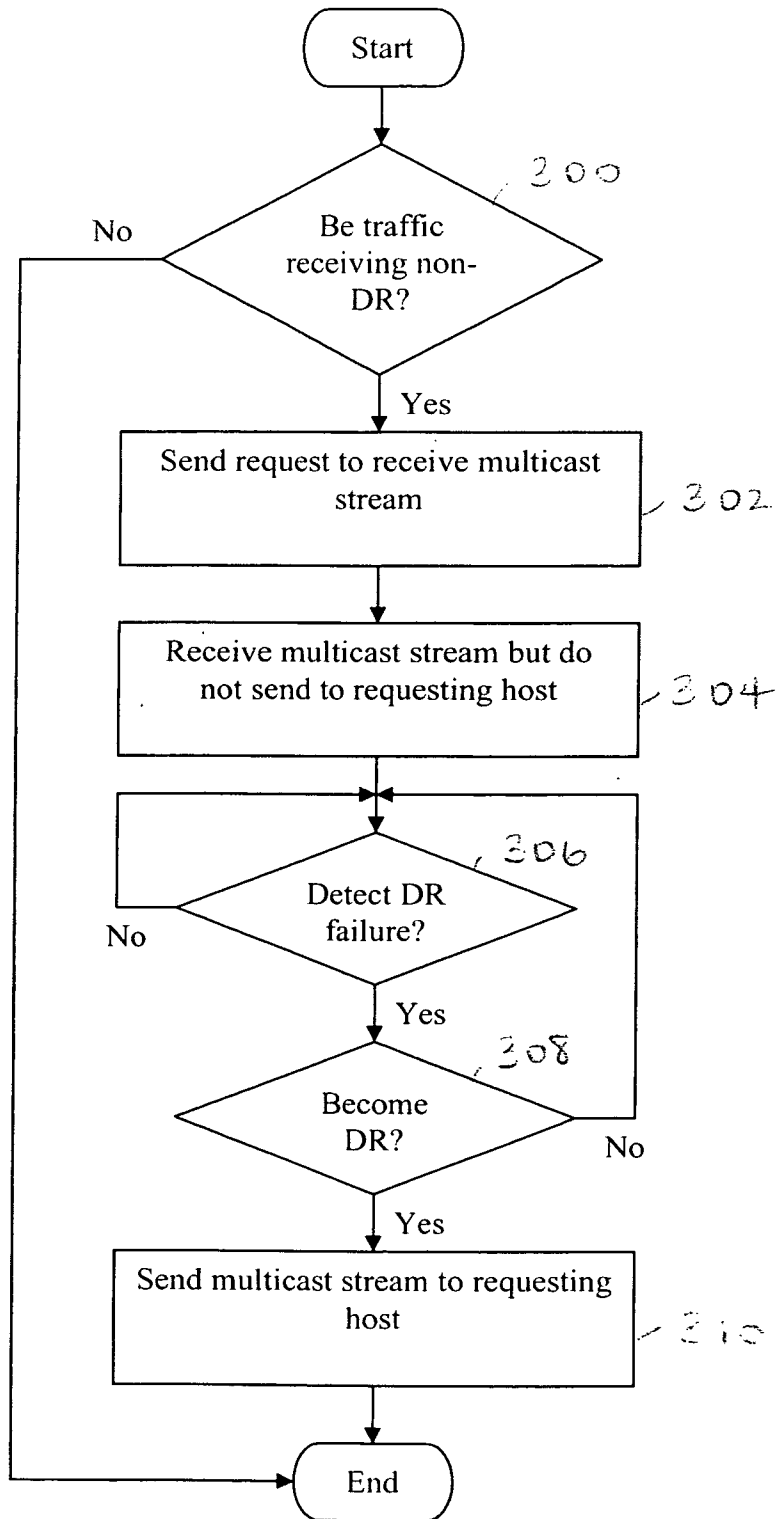 Start
300
No
Be traffic
receiving non-
DR?
Yes
Send request to receive multicast
stream
302
Receive multicast stream but do
not send to requesting host
304
306
Detect DR
failure?
No
Yes
308
Become
DR?
No
Yes
Send multicast stream to requesting
host
310
End